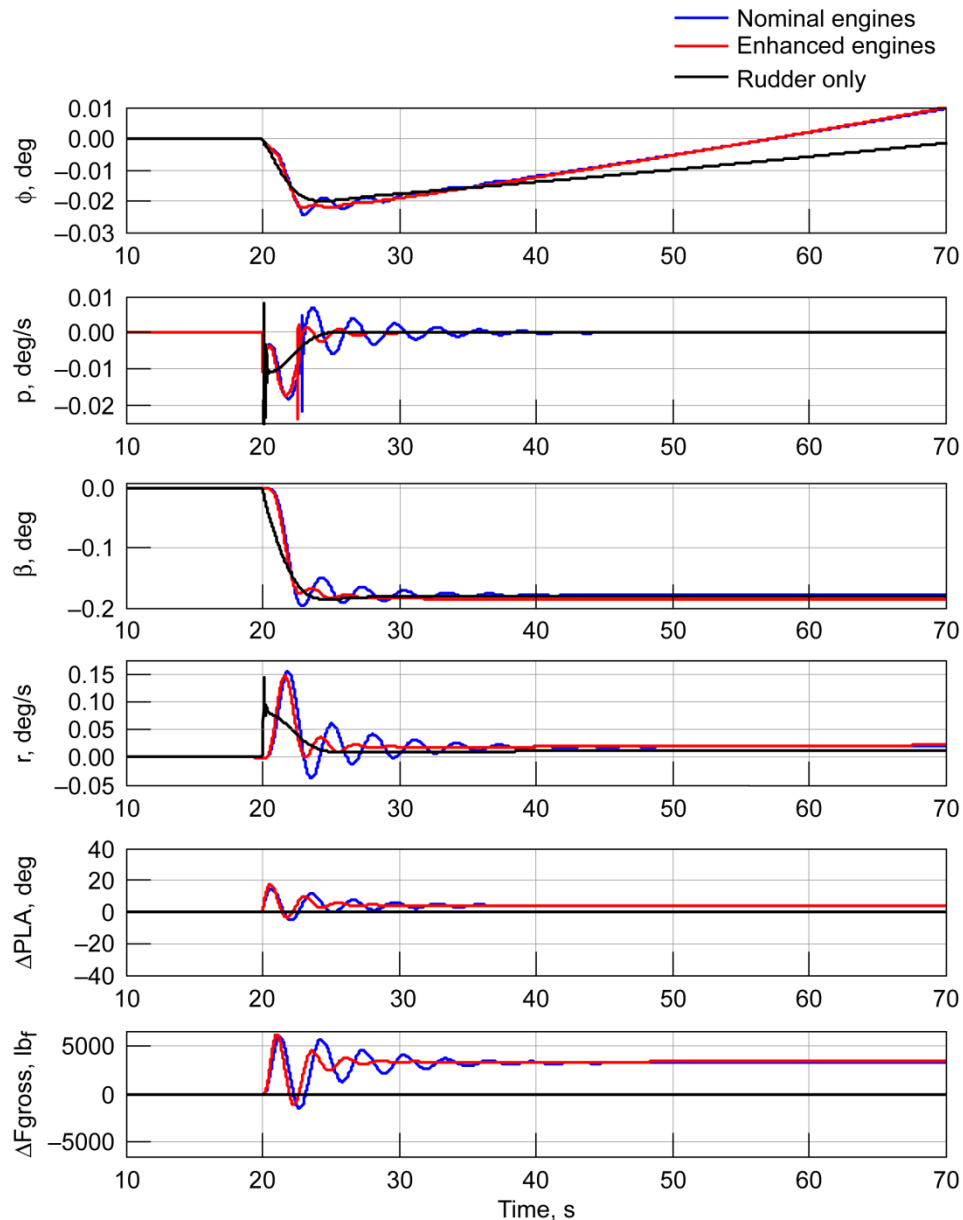 Nominal engines
Enhanced engines
Rudder only
0.01
0.00
–0.01
–0.02
–0.03
ϕ, deg
10 20 30 40 50 60 70
0.01
0.00
–0.01
–0.02
p, deg/s
10 20 30 40 50 60 70
0.0
–0.1
–0.2
β, deg
10 20 30 40 50 60 70
0.15
0.10
0.05
0.00
–0.05
r, deg/s
10 20 30 40 50 60 70
40
20
0
–20
–40
ΔPLA, deg
10 20 30 40 50 60 70
5000
0
–5000
ΔFgross, lbf
10 20 30 40 50 60 70
Time, s